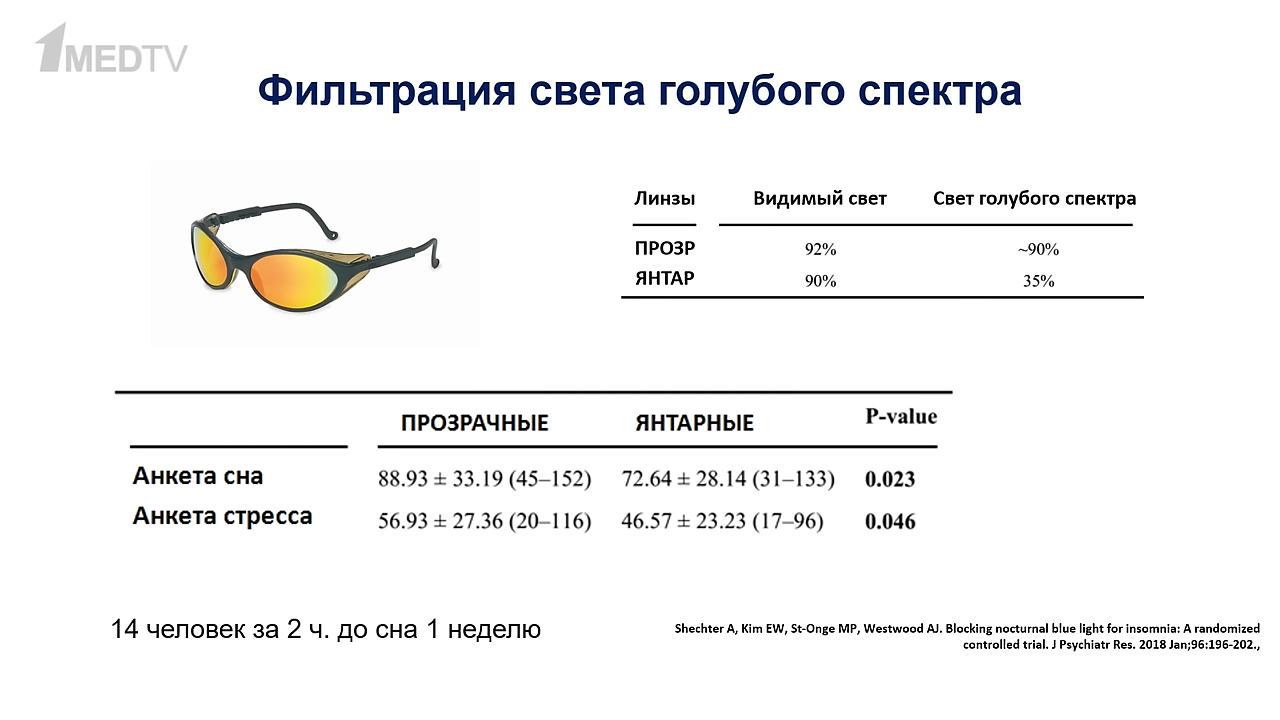 1MEDTV
Фильтрация света голубого спектра
Линзы Видимый свет Свет голубого спектра
ПРОЗР 92% ~90%
ЯНТАР 90% 35%
ПРОЗРАЧНЫЕ ЯНТАРНЫЕ P-value
Анкета сна 88.93 ± 33.19 (45–152) 72.64 ± 28.14 (31–133) 0.023
Анкета стресса 56.93 ± 27.36 (20–116) 46.57 ± 23.23 (17–96) 0.046
14 человек за 2 ч. до сна 1 неделю
Shechter A, Kim EW, St-Onge MP, Westwood AJ. Blocking nocturnal blue light for insomnia: A randomized
controlled trial. J Psychiatr Res. 2018 Jan;96:196-202.,